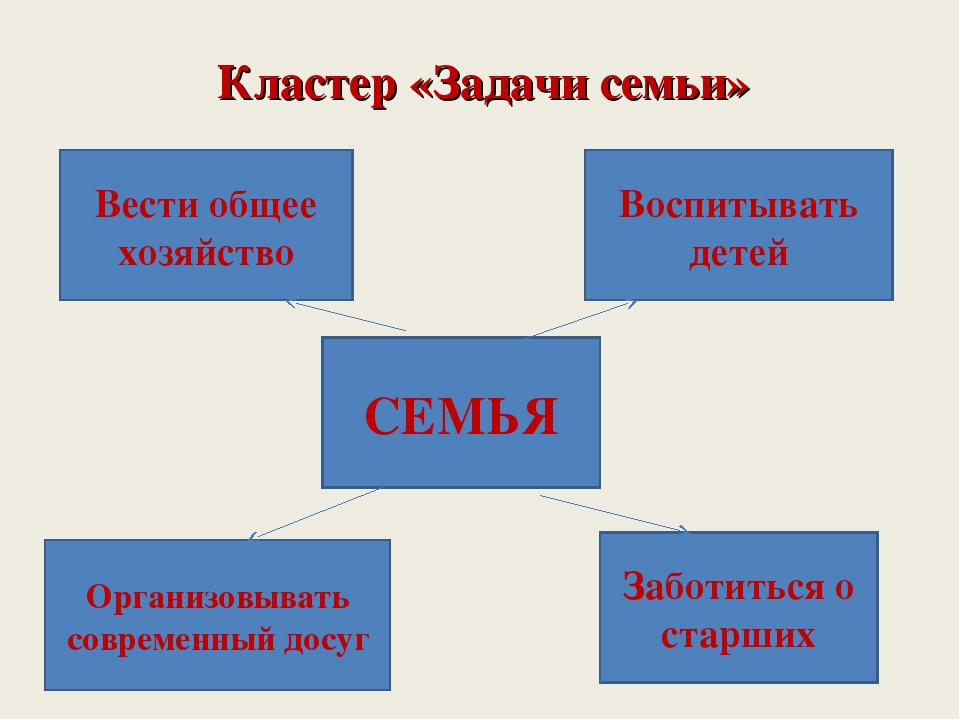 Кластер «Задачи семьи»
Вести общее
хозяйство
Воспитывать
детей
СЕМЬЯ
Организовывать
современный досуг
Заботиться о
старших